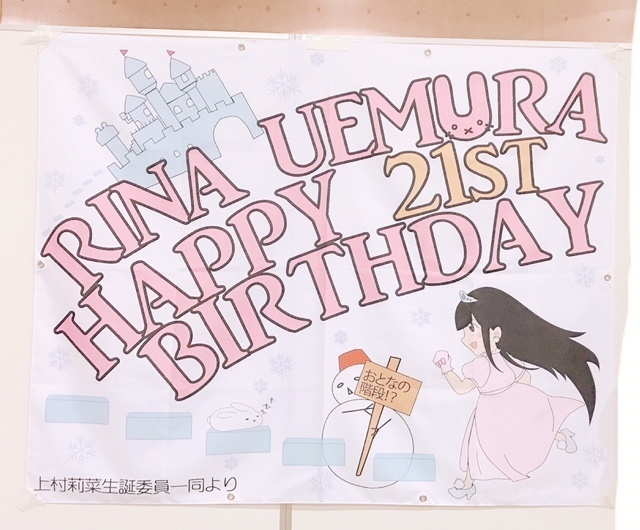 RINA UEMURA
HAPPY 21ST
BIRTHDAY
おとなの
階段!?
zzz
上村莉菜生誕委員一同より